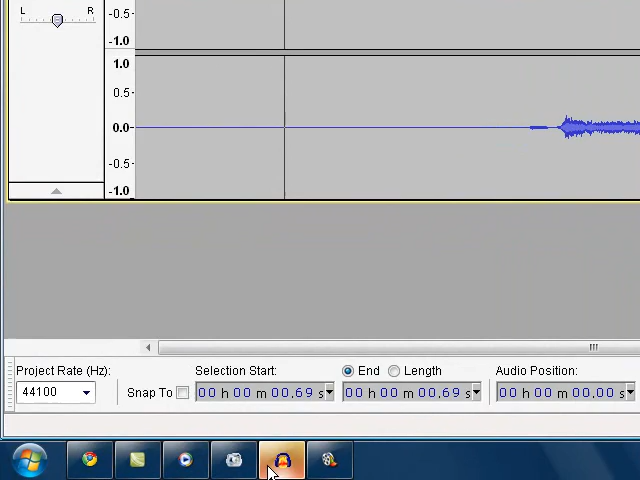 L R
-0.5-
-1.0
1.0
0.5-
0.0-
-0.5-
-1.0
Project Rate (Hz):
Selection Start:
End
Length
Audio Position:
44100
Snap To
00 h 00 m 00.69 s
00 h 00 m 00.69 s
00 h 00 m 00.00 s